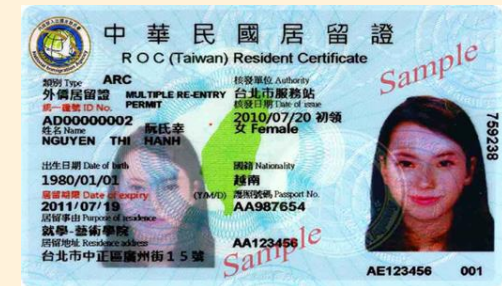 中華民國居留證
ROC (Taiwan) Resident Certificate
Sample
類別 Type ARC
外僑居留證 MULTIPLE RE-ENTRY PERMIT
核發單位 Authority
台北市服務站
統一證號 ID No.
AD00000002
核發日期 Date of issue
2010/07/20 初領
姓名 Name 阮氏幸
NGUYEN THI HANH
女 Female
759238
出生日期 Date of birth
1980/01/01
國籍 Nationality
越南
居留期限 Date of expiry (Y/M/D)
2011/07/19
護照號碼 Passport No.
AA987654
居留事由 Purpose of residence
就學-藝術學院
居留地址 Residence address
台北市中正區廣州街15號
AA123456
Sample
AE123456 001